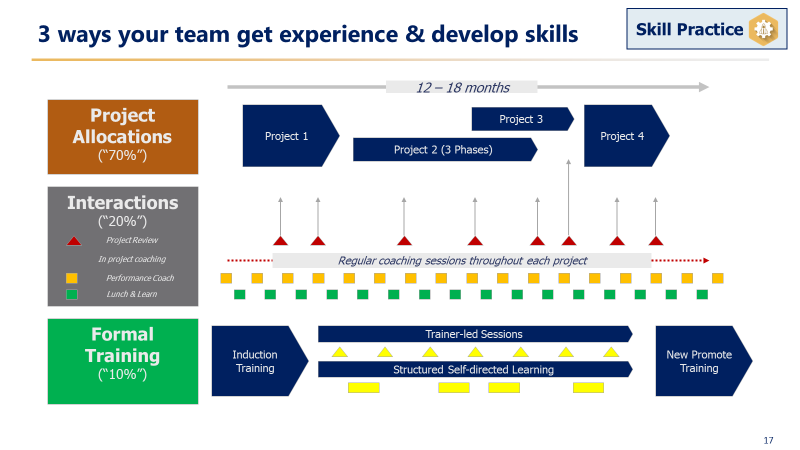 3 ways your team get experience & develop skills
Skill Practice
12 – 18 months
Project
Allocations
(“70%”)
Project 1
Project 2 (3 Phases)
Project 3
Project 4
Interactions
(“20%”)
Project Review
In project coaching
Performance Coach
Lunch & Learn
Regular coaching sessions throughout each project
Formal
Training
(“10%”)
Induction
Training
Trainer-led Sessions
Structured Self-directed Learning
New Promote
Training
17